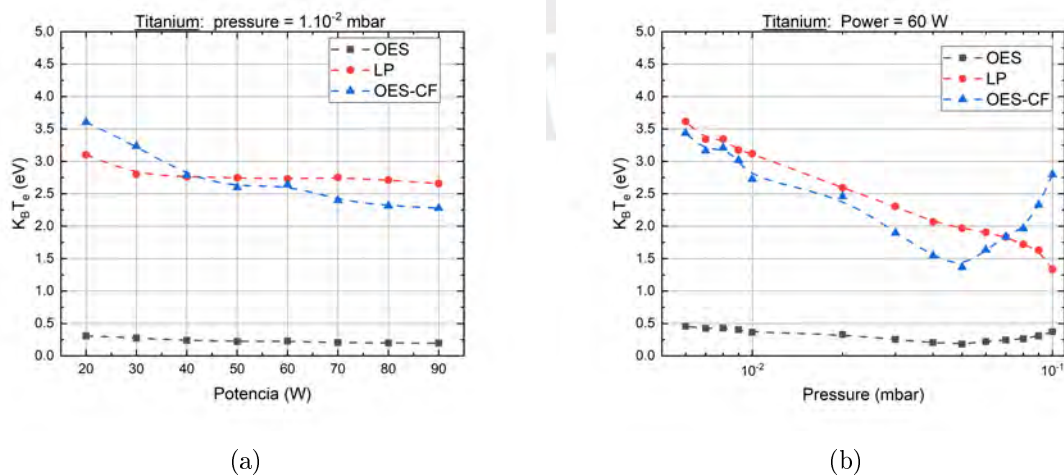 Titanium: pressure = 1.10⁻² mbar
5.0
4.5
4.0
3.5
3.0
2.5
2.0
1.5
1.0
0.5
0.0
K_BT_e (eV)
OES
LP
OES-CF
20 30 40 50 60 70 80 90
Potencia (W)
(a)
Titanium: Power = 60 W
5.0
4.5
4.0
3.5
3.0
2.5
2.0
1.5
1.0
0.5
0.0
K_BT_e (eV)
OES
LP
OES-CF
10⁻² 10⁻¹
Pressure (mbar)
(b)